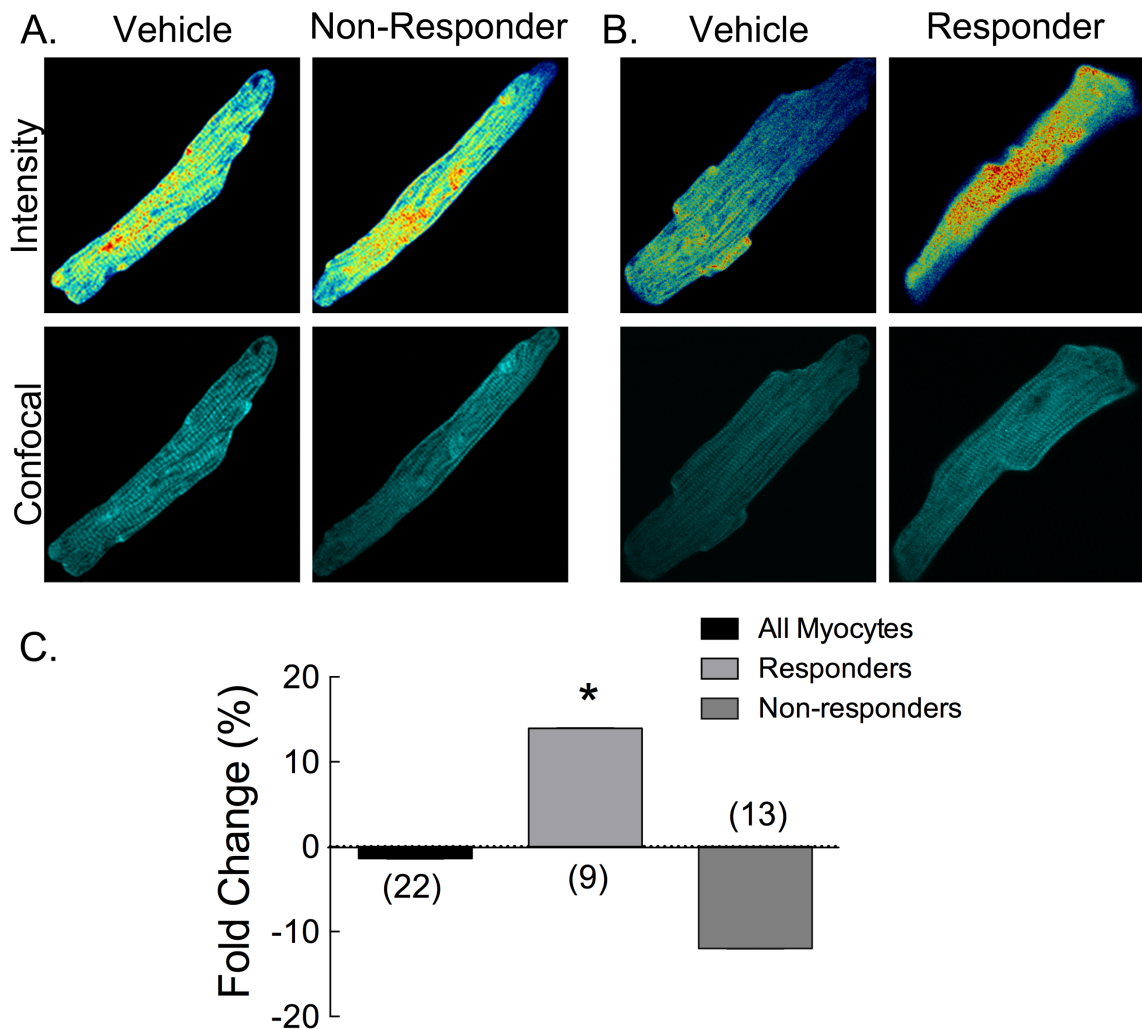 A. Vehicle Non-Responder B. Vehicle Responder
Intensity
Confocal
C.
All Myocytes
Responders
Non-responders
Fold Change (%)
20
10
0
-10
-20
*
(22)
(9)
(13)